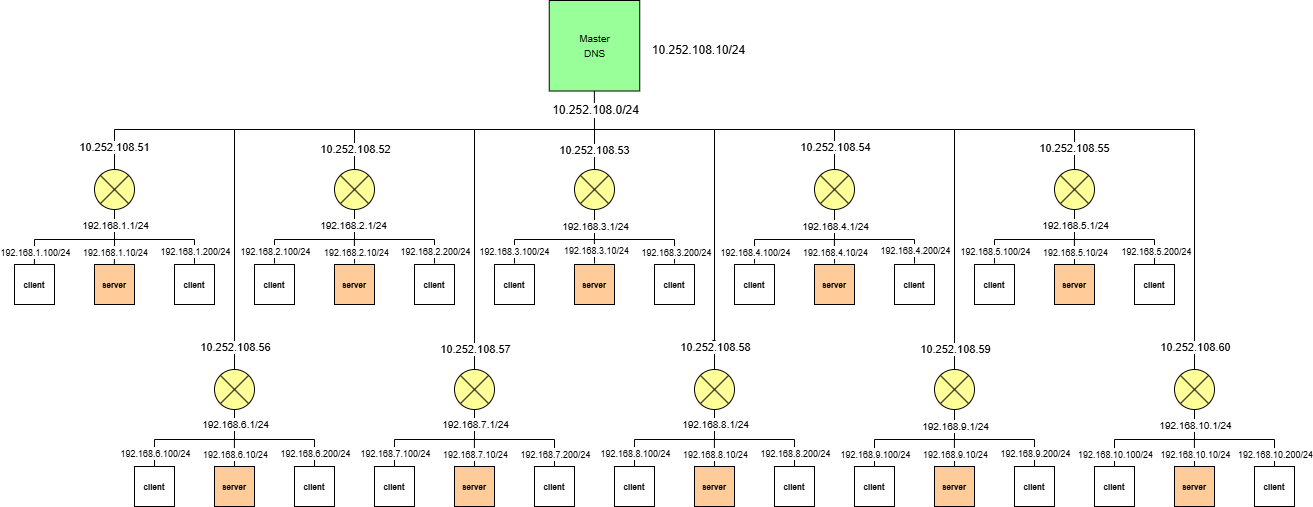 Master
DNS
10.252.108.10/24
10.252.108.0/24
10.252.108.51
10.252.108.52
10.252.108.53
10.252.108.54
10.252.108.55
192.168.1.1/24
192.168.2.1/24
192.168.3.1/24
192.168.4.1/24
192.168.5.1/24
192.168.1.100/24
192.168.1.10/24
192.168.1.200/24
192.168.2.100/24
192.168.2.10/24
192.168.2.200/24
192.168.3.100/24
192.168.3.10/24
192.168.3.200/24
192.168.4.100/24
192.168.4.10/24
192.168.4.200/24
192.168.5.100/24
192.168.5.10/24
192.168.5.200/24
client
server
client
client
server
client
client
server
client
client
server
client
client
server
client
10.252.108.56
10.252.108.57
10.252.108.58
10.252.108.59
10.252.108.60
192.168.6.1/24
192.168.7.1/24
192.168.8.1/24
192.168.9.1/24
192.168.10.1/24
192.168.6.100/24
192.168.6.10/24
192.168.6.200/24
192.168.7.100/24
192.168.7.10/24
192.168.7.200/24
192.168.8.100/24
192.168.8.10/24
192.168.8.200/24
192.168.9.100/24
192.168.9.10/24
192.168.9.200/24
192.168.10.100/24
192.168.10.10/24
192.168.10.200/24
client
server
client
client
server
client
client
server
client
client
server
client
client
server
client